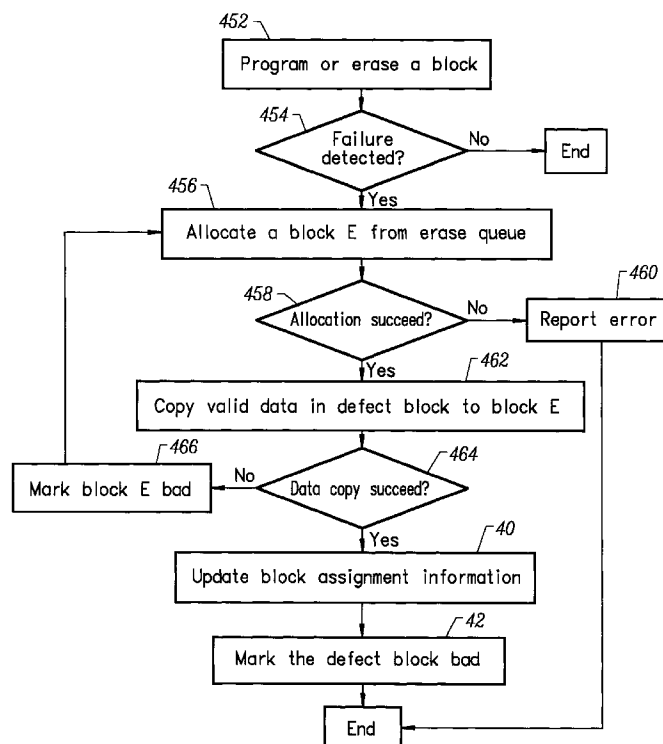 452
Program or erase a block
454
Failure
detected?
No
End
Yes
456
Allocate a block E from erase queue
458
Allocation succeed?
No
460
Report error
Yes
462
Copy valid data in defect block to block E
466
Mark block E bad
No
464
Data copy succeed?
Yes
40
Update block assignment information
42
Mark the defect block bad
End